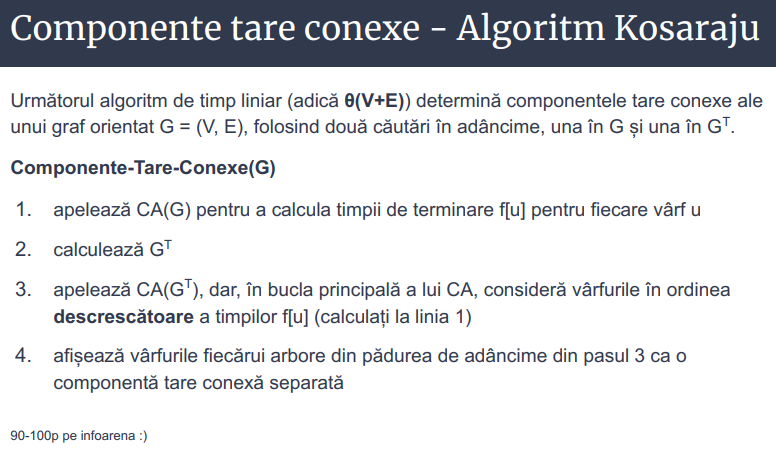 Componente tare conexe - Algoritm Kosaraju
Următorul algoritm de timp liniar (adică θ(V+E)) determină componentele tare conexe ale
unui graf orientat G = (V, E), folosind două căutări în adâncime, una în G și una în Gᵀ.
Componente-Tare-Conexe(G)
1. apelează CA(G) pentru a calcula timpii de terminare f[u] pentru fiecare vârf u
2. calculează Gᵀ
3. apelează CA(Gᵀ), dar, în bucla principală a lui CA, consideră vârfurile în ordinea
descrescătoare a timpilor f[u] (calculați la linia 1)
4. afișează vârfurile fiecărui arbore din pădurea de adâncime din pasul 3 ca o
componentă tare conexă separată
90-100p pe infoarena :)